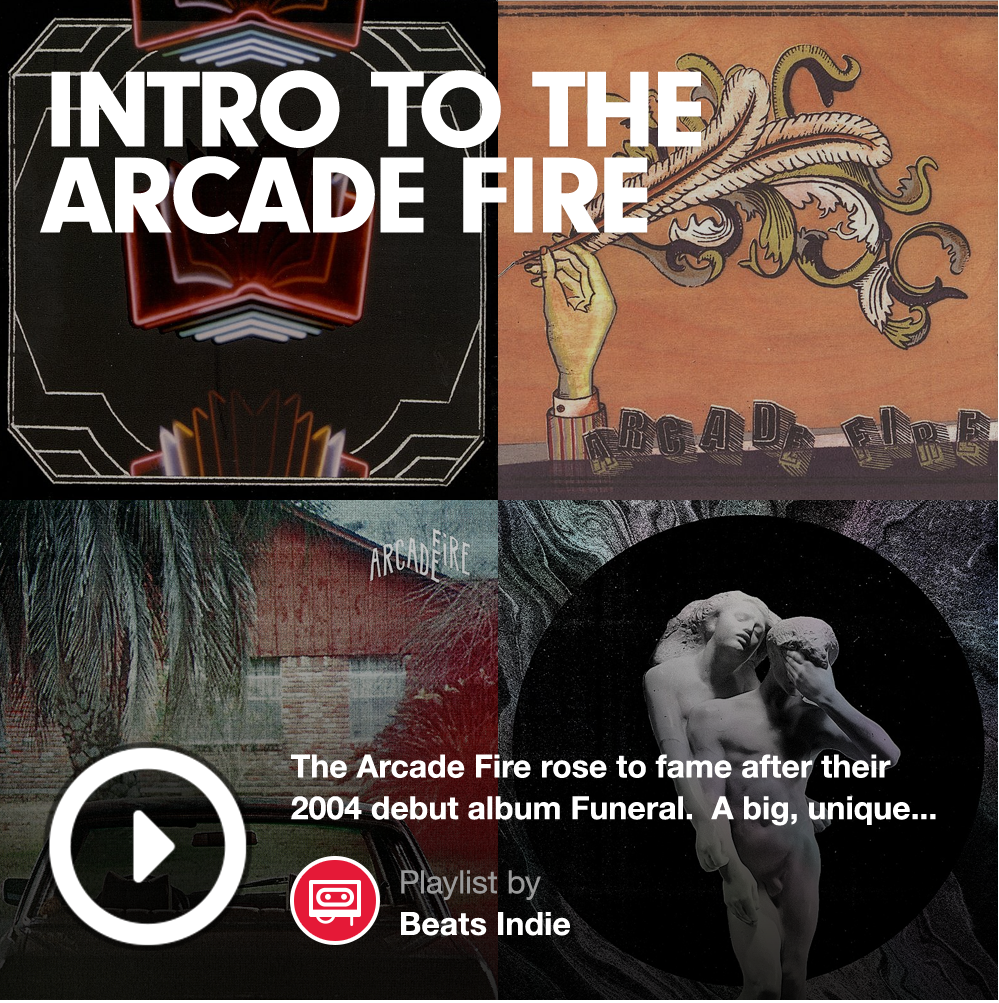 INTRO TO THE
ARCADE FIRE
ARCADE FIRE
ARCADE FIRE
The Arcade Fire rose to fame after their
2004 debut album Funeral.  A big, unique...
Playlist by
Beats Indie